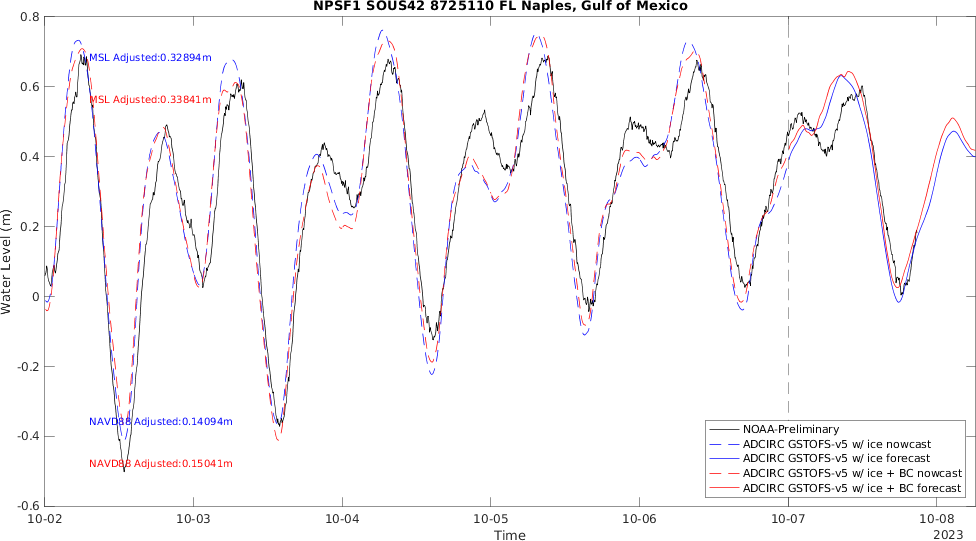 NPSF1 SOUS42 8725110 FL Naples, Gulf of Mexico
0.8
MSL Adjusted:0.32894m
0.6
MSL Adjusted:0.33841m
0.4
0.2
Water Level (m)
0
-0.2
NAVD88 Adjusted:0.14094m
-0.4
NAVD88 Adjusted:0.15041m
-0.6
NOAA-Preliminary
ADCIRC GSTOFS-v5 w/ ice nowcast
ADCIRC GSTOFS-v5 w/ ice forecast
ADCIRC GSTOFS-v5 w/ ice + BC nowcast
ADCIRC GSTOFS-v5 w/ ice + BC forecast
10-02 10-03 10-04 10-05 10-06 10-07 10-08
Time
2023